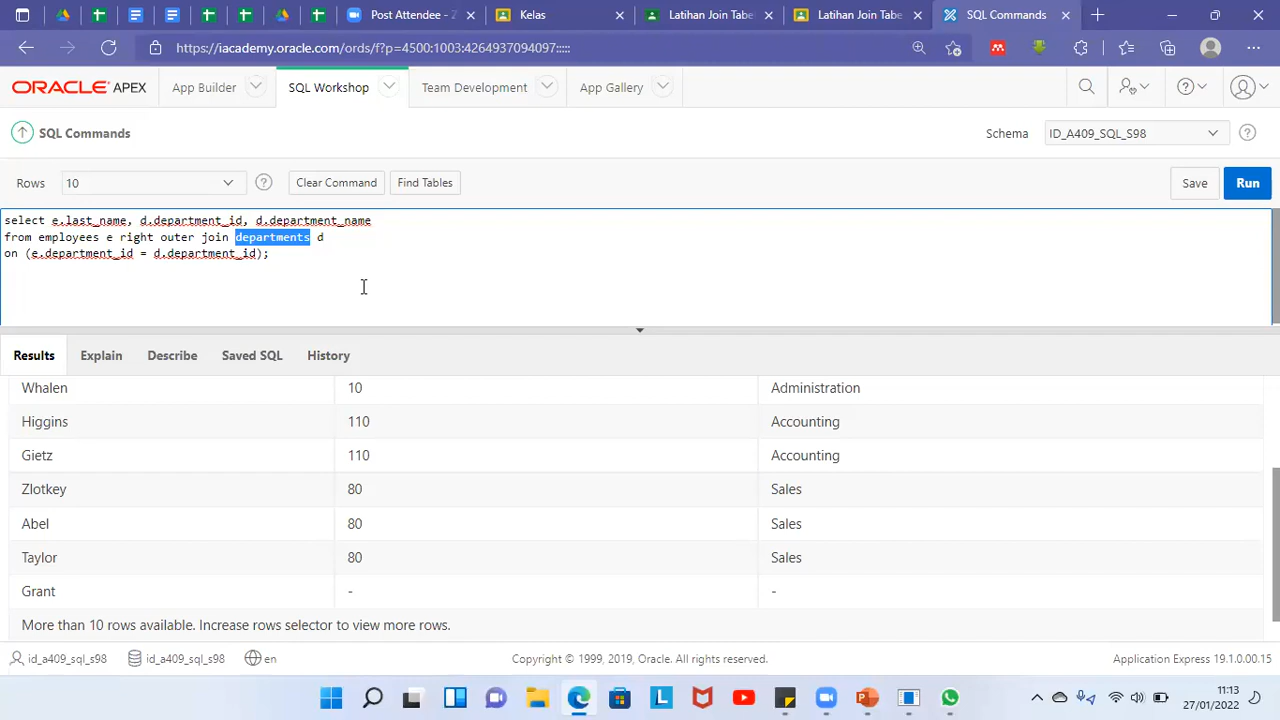 Post Attendee - Z
Kelas
Latihan Join Tabe
Latihan Join Tabe
SQL Commands
https://iacademy.oracle.com/ords/f?p=4500:1003:4264937094097:::::
ORACLE APEX
App Builder
SQL Workshop
Team Development
App Gallery
SQL Commands
Schema
ID_A409_SQL_S98
Rows
10
Clear Command
Find Tables
Save
Run
select e.last_name, d.department_id, d.department_name
from employees e right outer join departments d
on (e.department_id = d.department_id);
Results
Explain
Describe
Saved SQL
History
Whalen 10 Administration
Higgins 110 Accounting
Gietz 110 Accounting
Zlotkey 80 Sales
Abel 80 Sales
Taylor 80 Sales
Grant - -
More than 10 rows available. Increase rows selector to view more rows.
id_a409_sql_s98
id_a409_sql_s98
en
Copyright © 1999, 2019, Oracle. All rights reserved.
Application Express 19.1.0.00.15
11:13
27/01/2022